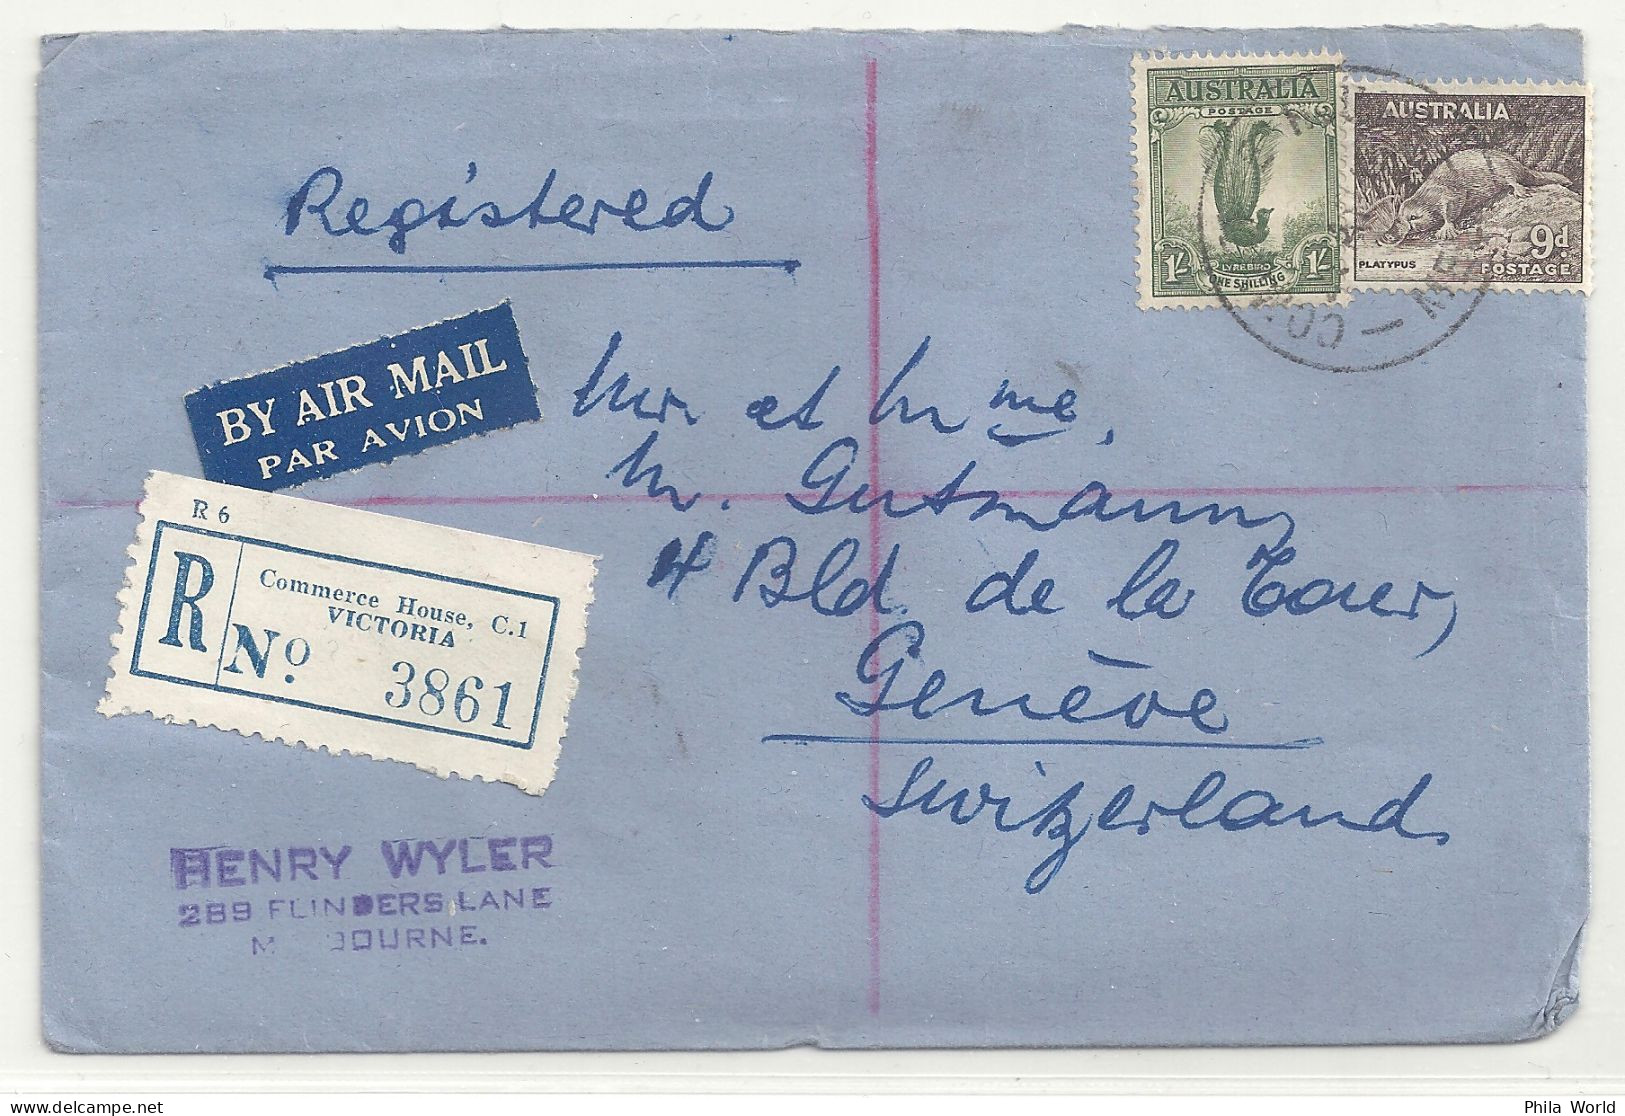 Registered
AUSTRALIA
POSTAGE
1/- 1/-
LYREBIRD
ONE SHILLING
AUSTRALIA
9d.
PLATYPUS POSTAGE
BY AIR MAIL
PAR AVION
Mr. et Mme,
M. Gutmann,
4 Bld de la Tour,
Genève
Switzerland.
R 6
R
Commerce House, C.1
VICTORIA
No. 3861
HENRY WYLER
289 FLINDERS LANE
M BOURNE.
Phila World